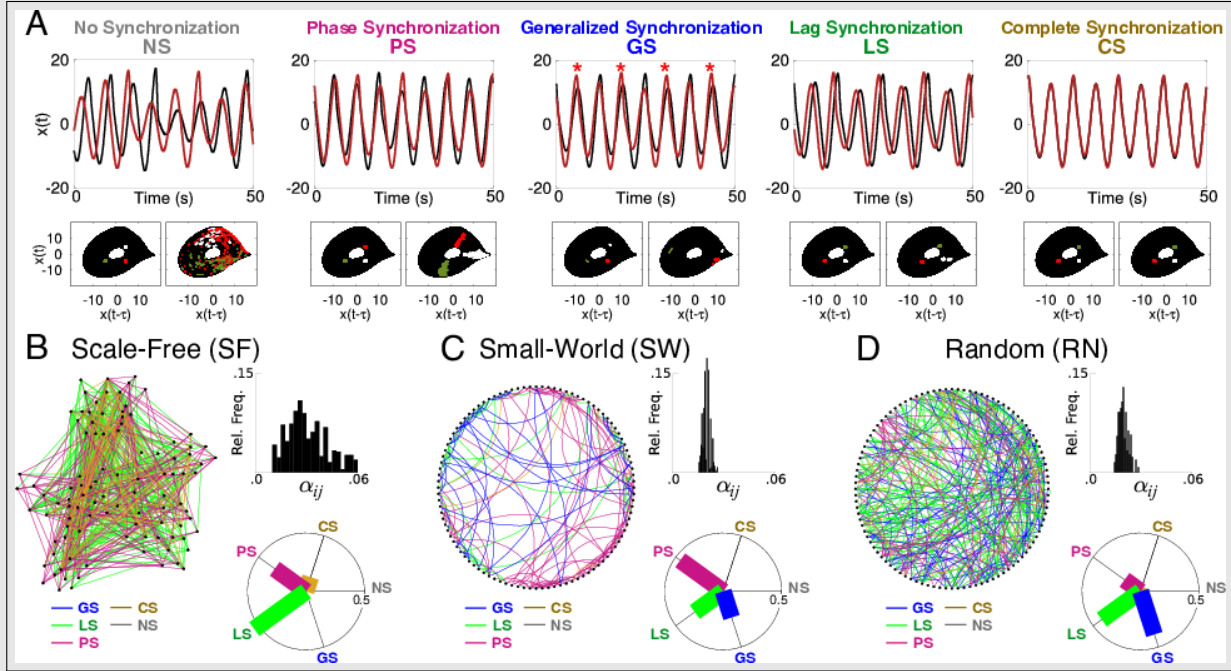 A
No Synchronization
NS
Phase Synchronization
PS
Generalized Synchronization
GS
Lag Synchronization
LS
Complete Synchronization
CS
20
0
-20
x(t)
0 Time (s) 50
20
0
-20
0 Time (s) 50
20
* * * *
0
-20
0 Time (s) 50
20
0
-20
0 Time (s) 50
20
0
-20
0 Time (s) 50
x(t)
10
0
-10
-10 0 10
x(t-τ)
-10 0 10
x(t-τ)
-10 0 10
x(t-τ)
-10 0 10
x(t-τ)
-10 0 10
x(t-τ)
-10 0 10
x(t-τ)
-10 0 10
x(t-τ)
-10 0 10
x(t-τ)
-10 0 10
x(t-τ)
-10 0 10
x(t-τ)
B Scale-Free (SF)
.15
Rel. Freq.
.0 .06
αij
CS
PS
NS
0.5
LS
GS
GS CS
LS NS
PS
C Small-World (SW)
.15
Rel. Freq.
.0 .06
αij
CS
PS
NS
0.5
LS
GS
GS CS
LS NS
PS
D Random (RN)
.15
Rel. Freq.
.0 .06
αij
CS
PS
NS
0.5
LS
GS
GS CS
LS NS
PS